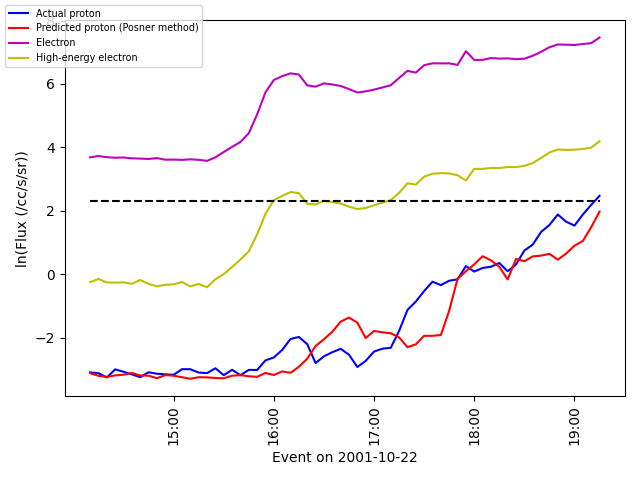 Actual proton
Predicted proton (Posner method)
Electron
High-energy electron
6
4
2
0
−2
ln(Flux (/cc/s/sr))
15:00
16:00
17:00
18:00
19:00
Event on 2001-10-22